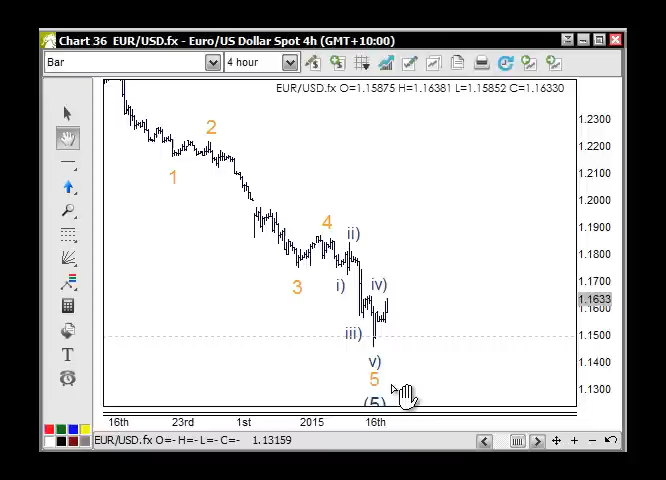 Chart 36 EUR/USD.fx - Euro/US Dollar Spot 4h (GMT+10:00)
Bar
4 hour
EUR/USD.fx O=1.15875 H=1.16381 L=1.15852 C=1.16330
1.2300
2
1.2200
1.2100
1
1.2000
4
1.1900
ii)
1.1800
3
i)
iv)
1.1700
1.1633
1.1600
iii)
1.1500
v)
1.1400
5
1.1300
(5)
16th
23rd
1st
2015
16th
EUR/USD.fx O=- H=- L=- C=- 1.13159
T